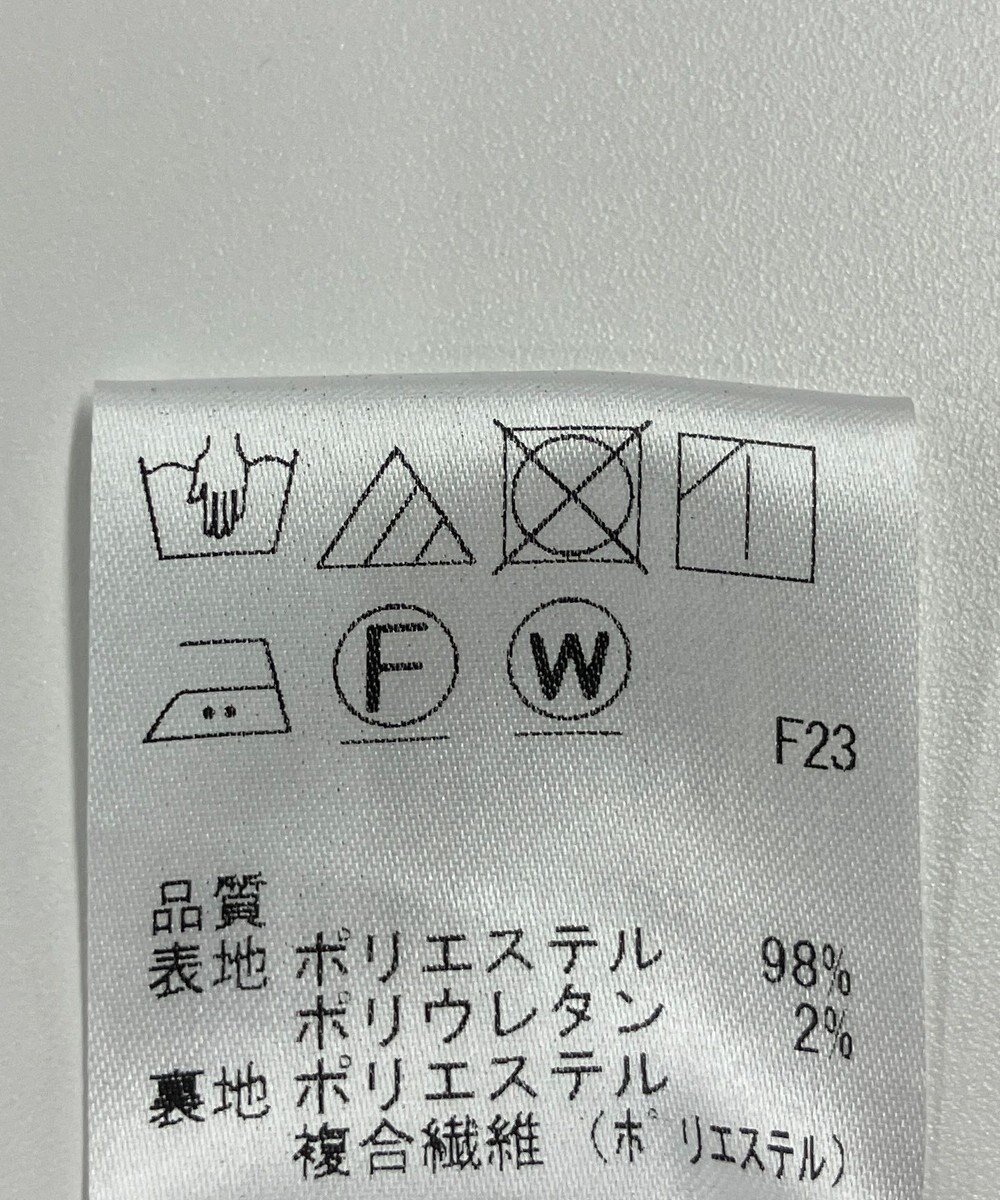 F W
F23
品質
表地 ポリエステル 98%
ポリウレタン 2%
裏地 ポリエステル
複合繊維(ポリエステル)